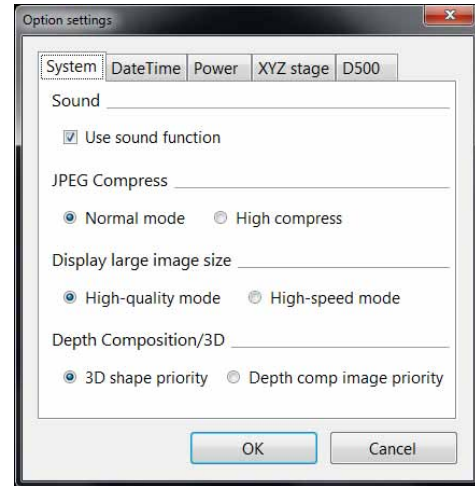 Option settings
System DateTime Power XYZ stage D500
Sound
Use sound function
JPEG Compress
Normal mode High compress
Display large image size
High-quality mode High-speed mode
Depth Composition/3D
3D shape priority Depth comp image priority
OK Cancel